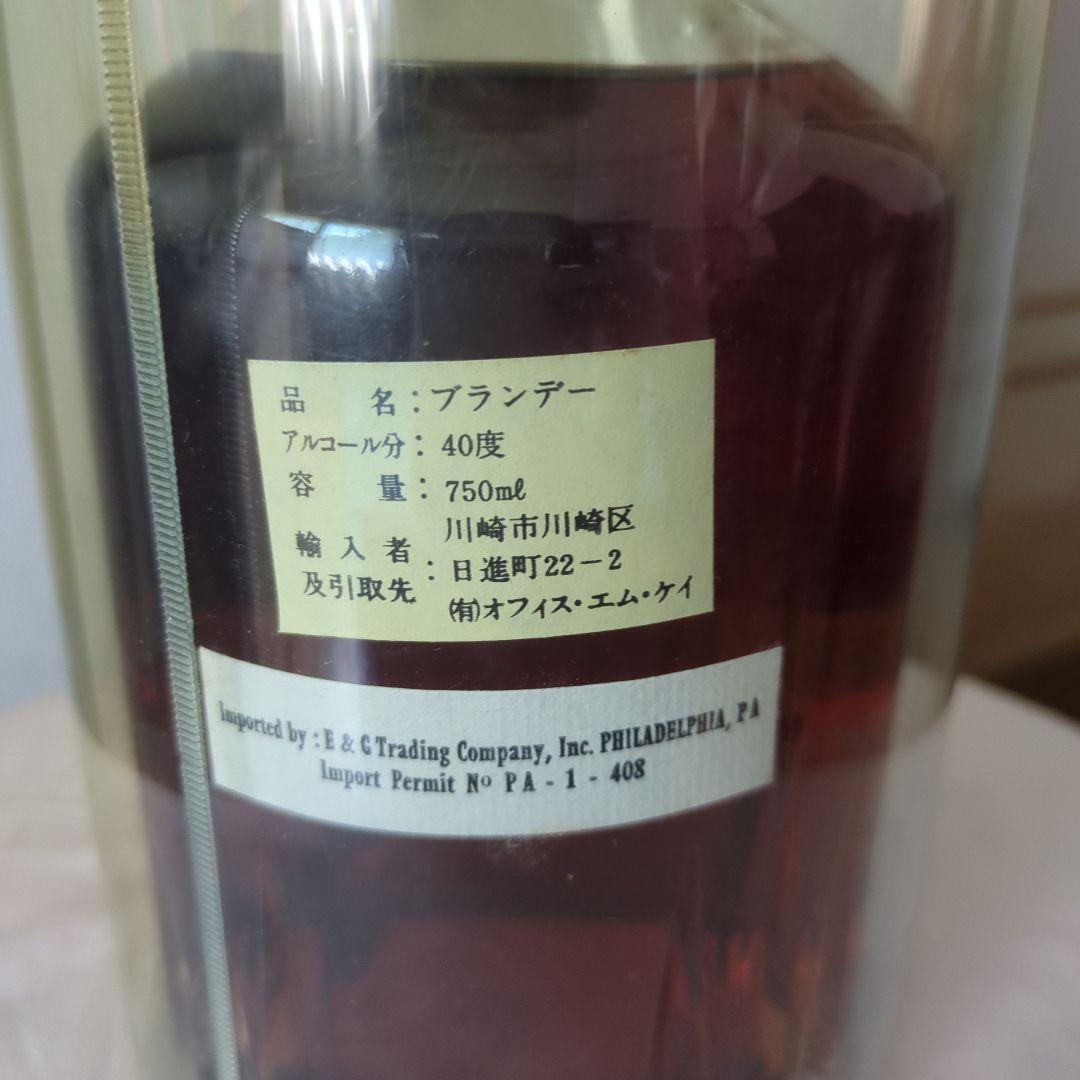 品 名：ブランデー
アルコール分：40度
容 量：750mℓ
輸入者
及引取先：
川崎市川崎区
日進町22－2
㈲オフィス・エム・ケイ
Imported by : E & G Trading Company, Inc. PHILADELPHIA, PA
Import Permit Nº PA - 1 - 408